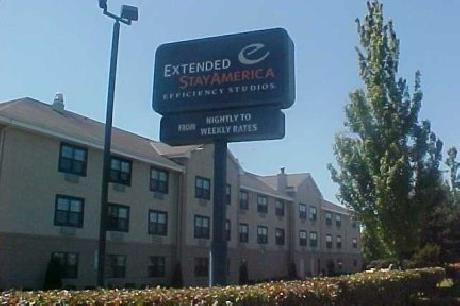 EXTENDED
STAYAMERICA
EFFICIENCY STUDIOS
FROM NIGHTLY TO
WEEKLY RATES